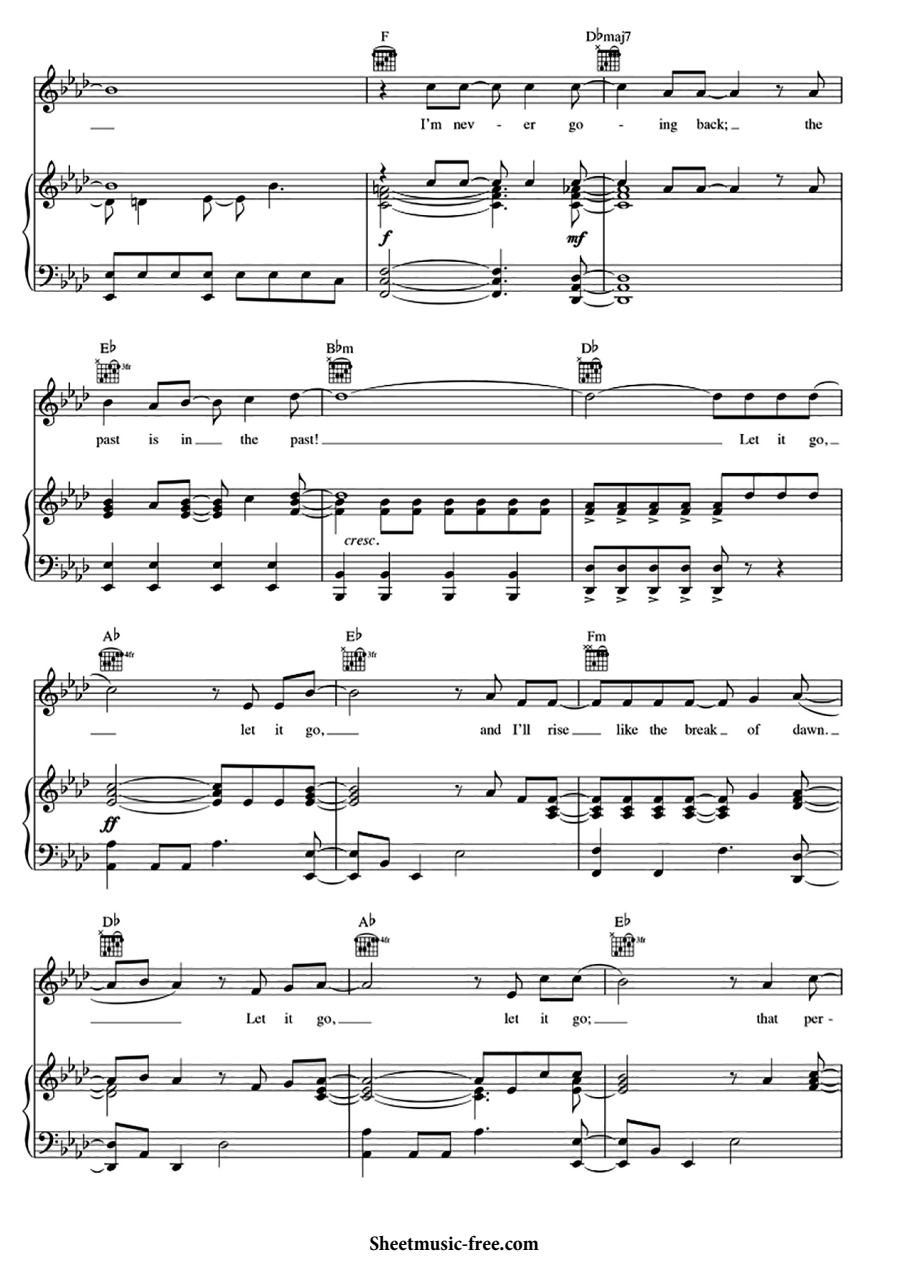 F D♭maj7
I'm nev - er go - ing back; the
f mf
E♭ B♭m D♭
3fr
past is in the past! Let it go,
cresc.
A♭ E♭ Fm
4fr 3fr
let it go, and I'll rise like the break of dawn.
ff
D♭ A♭ E♭
4fr 3fr
Let it go, let it go; that per -
Sheetmusic-free.com